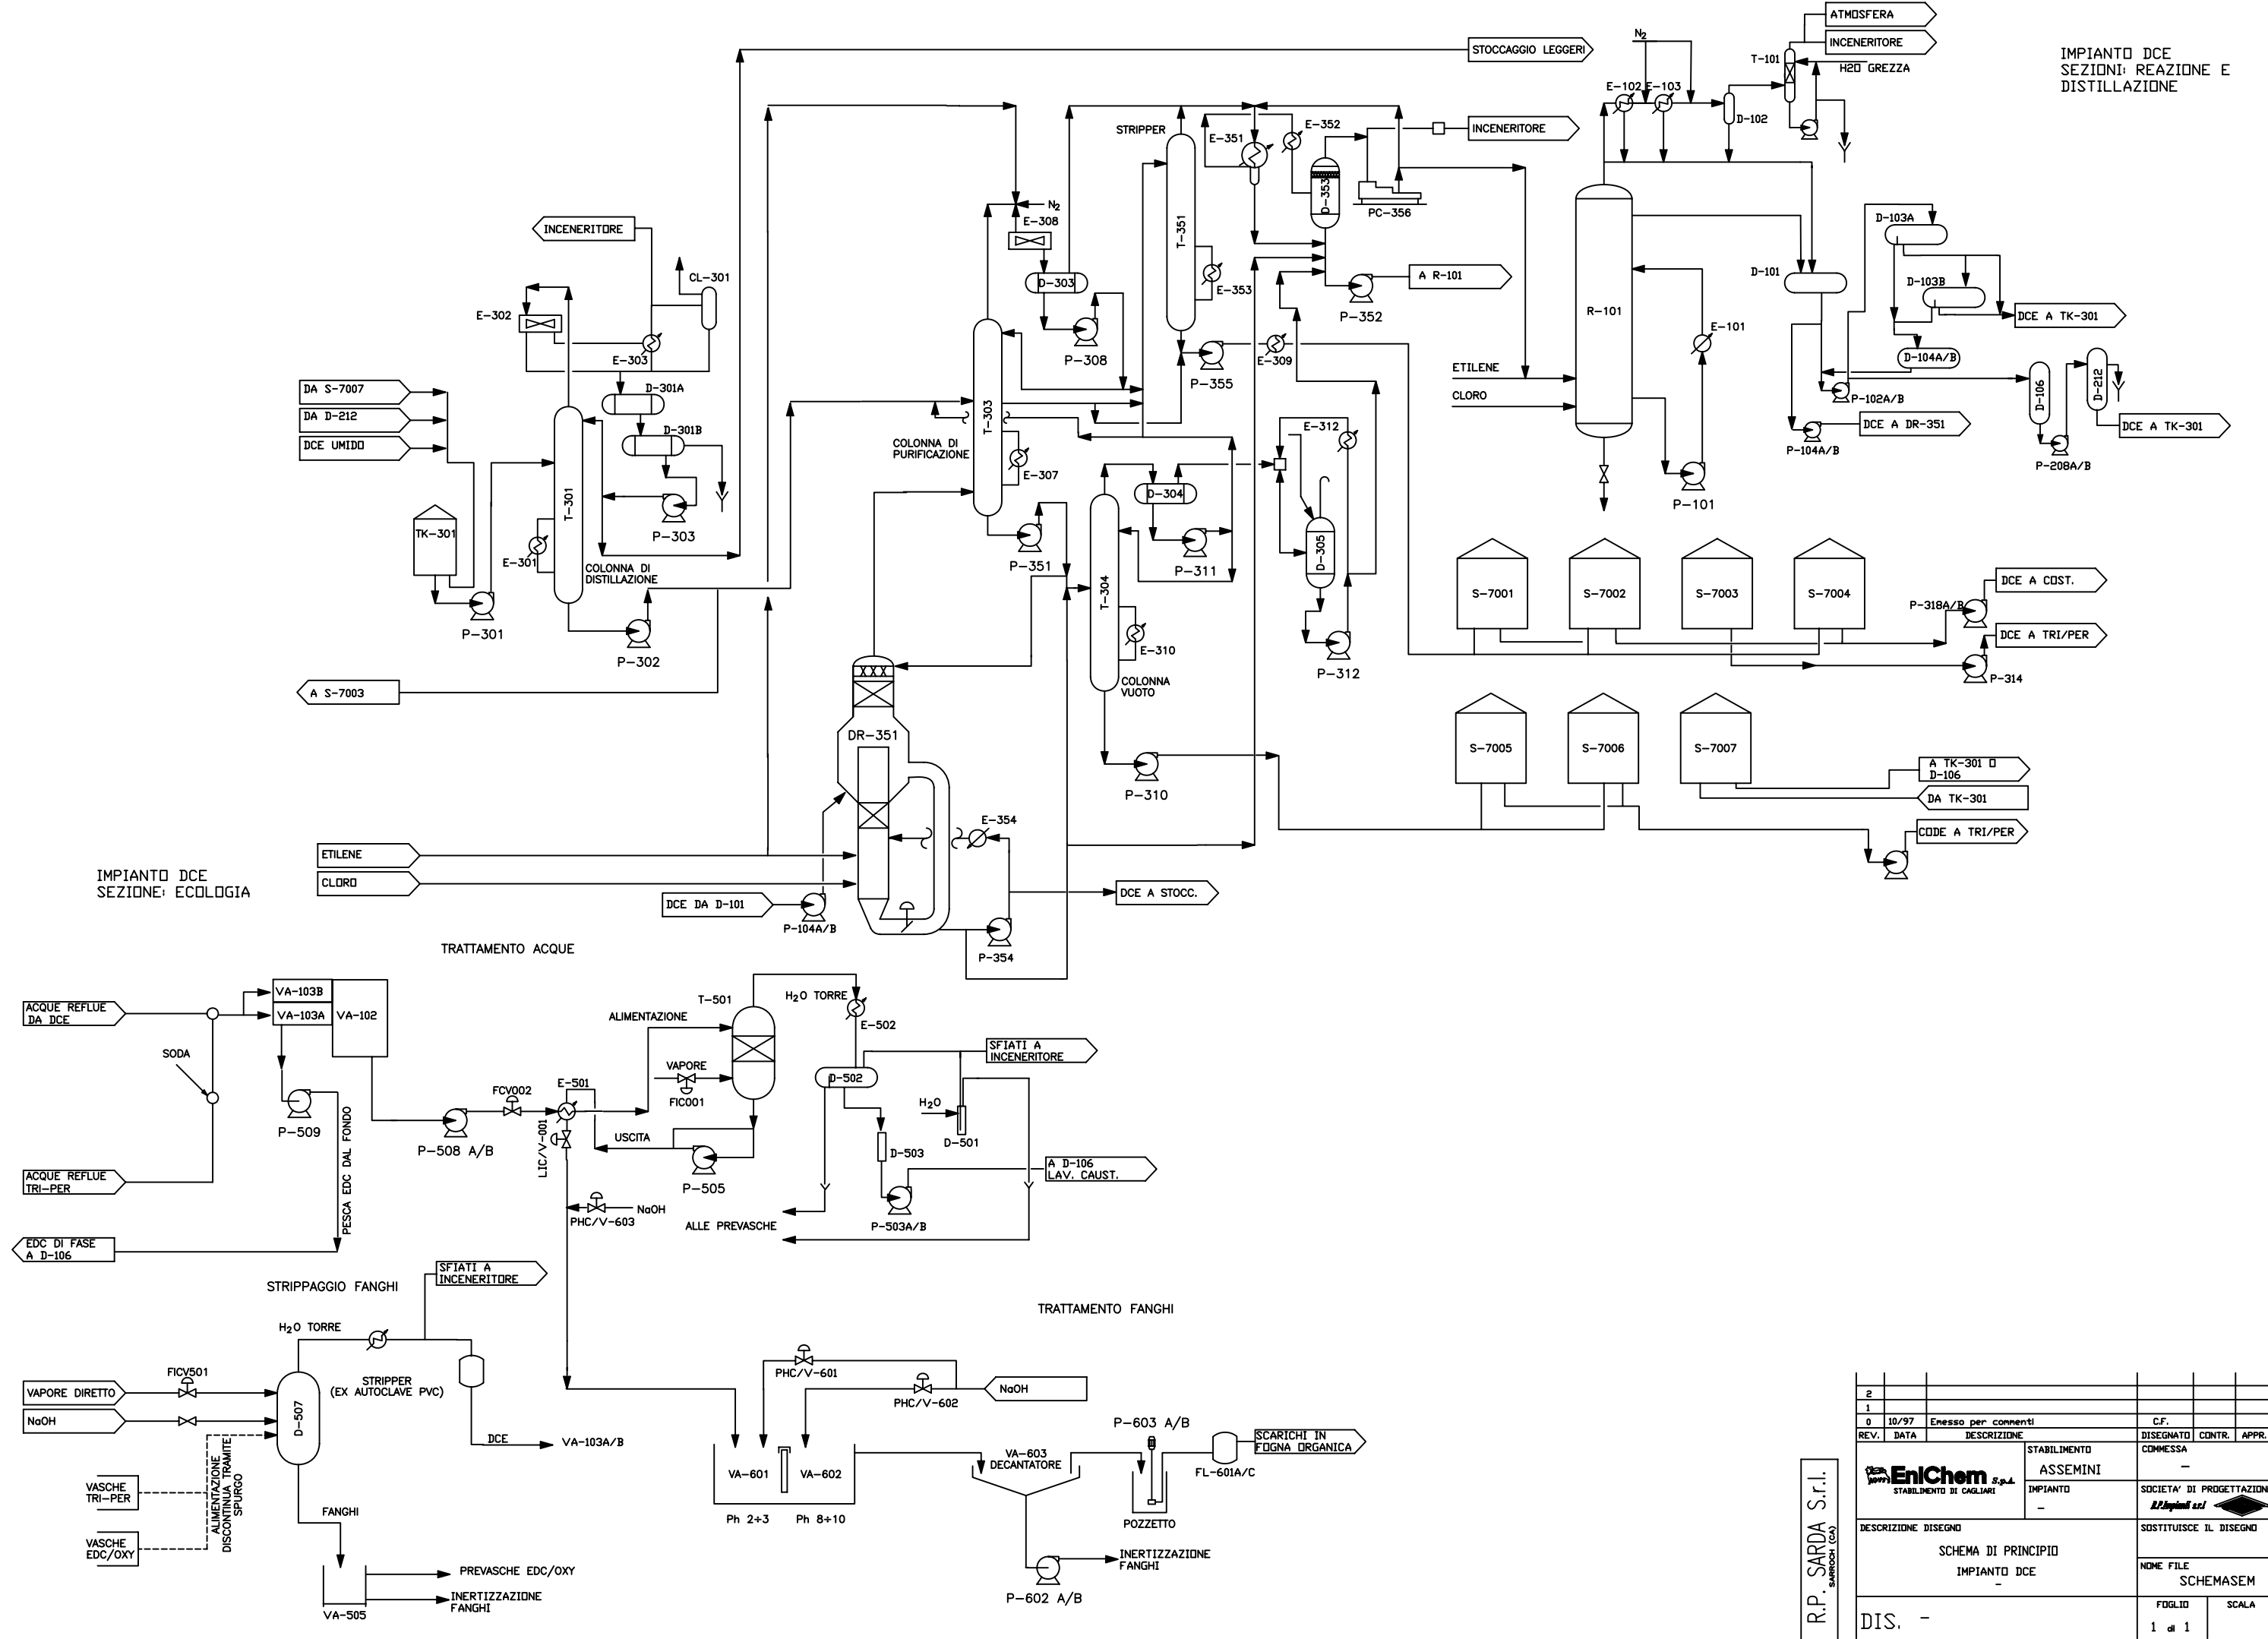 ATMOSFERA
INCENERITORE
STOCCAGGIO LEGGERI
N2
T-101
H2O GREZZA
IMPIANTO DCE
SEZIONI: REAZIONE E
DISTILLAZIONE
E-102
E-103
D-102
STRIPPER
E-351
E-352
INCENERITORE
D-353
PC-356
T-351
N2
E-308
INCENERITORE
CL-301
E-302
E-303
D-303
P-308
E-353
A R-101
P-352
E-309
P-355
R-101
E-101
P-101
ETILENE
CLORO
D-101
D-103A
D-103B
DCE A TK-301
D-104A/B
P-102A/B
DCE A DR-351
P-104A/B
D-106
D-212
P-208A/B
DCE A TK-301
DA S-7007
DA D-212
DCE UMIDO
D-301A
D-301B
T-301
P-303
TK-301
E-301
COLONNA DI
DISTILLAZIONE
P-301
P-302
A S-7003
T-303
COLONNA DI
PURIFICAZIONE
E-307
P-351
D-304
P-311
T-304
E-310
COLONNA
VUOTO
P-310
E-312
D-305
P-312
S-7001
S-7002
S-7003
S-7004
P-318A/B
DCE A COST.
DCE A TRI/PER
P-314
S-7005
S-7006
S-7007
A TK-301 O
D-106
DA TK-301
CODE A TRI/PER
DR-351
E-354
ETILENE
CLORO
DCE DA D-101
P-104A/B
P-354
DCE A STOCC.
IMPIANTO DCE
SEZIONE: ECOLOGIA
TRATTAMENTO ACQUE
ACQUE REFLUE
DA DCE
SODA
ACQUE REFLUE
TRI-PER
VA-103B
VA-103A
VA-102
P-509
PESCA EDC DAL FONDO
EDC DI FASE
A D-106
P-508 A/B
FCV002
E-501
LIC/V-001
ALIMENTAZIONE
VAPORE
FIC001
T-501
USCITA
P-505
H2O TORRE
E-502
D-502
SFIATI A
INCENERITORE
H2O
D-501
D-503
A D-106
LAV. CAUST.
P-503A/B
NaOH
PHC/V-603
ALLE PREVASCHE
STRIPPAGGIO FANGHI
SFIATI A
INCENERITORE
H2O TORRE
FICV501
VAPORE DIRETTO
NaOH
D-507
STRIPPER
(EX AUTOCLAVE PVC)
DCE
VA-103A/B
VASCHE
TRI-PER
VASCHE
EDC/OXY
ALIMENTAZIONE
DISCONTINUA TRAMITE
SPURGO
FANGHI
VA-505
PREVASCHE EDC/OXY
INERTIZZAZIONE
FANGHI
TRATTAMENTO FANGHI
PHC/V-601
PHC/V-602
NaOH
VA-601
VA-602
Ph 2÷3
Ph 8÷10
VA-603
DECANTATORE
P-603 A/B
POZZETTO
FL-601A/C
SCARICHI IN
FOGNA ORGANICA
P-602 A/B
INERTIZZAZIONE
FANGHI
R.P. SARDA S.r.l.
SARROCH (CA)
2
1
0 10/97 Emesso per commenti C.F.
REV. DATA DESCRIZIONE DISEGNATO CONTR. APPR.
EniChem S.p.A.
STABILIMENTO DI CAGLIARI
STABILIMENTO
ASSEMINI
COMMESSA
-
IMPIANTO
-
SOCIETA' DI PROGETTAZION
R.P.Impianti s.r.l
DESCRIZIONE DISEGNO
SCHEMA DI PRINCIPIO
IMPIANTO DCE
-
SOSTITUISCE IL DISEGNO
NOME FILE
SCHEMASEM
FOGLIO
1 di 1
SCALA
DIS. -